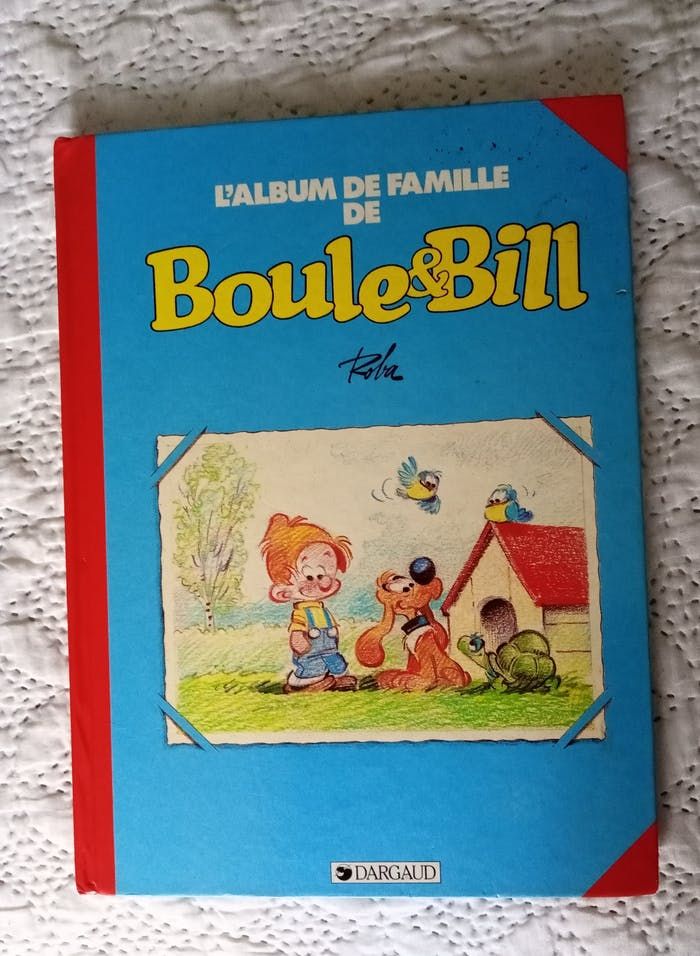 L'ALBUM DE FAMILLE
DE
Boule & Bill
Roba
DARGAUD